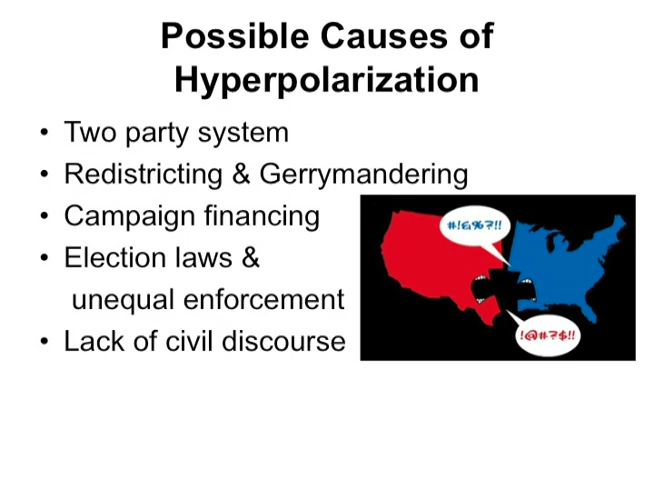 Possible Causes of
Hyperpolarization
• Two party system
• Redistricting & Gerrymandering
• Campaign financing
• Election laws &
unequal enforcement
• Lack of civil discourse
#!&%?!!
!@#?$!!